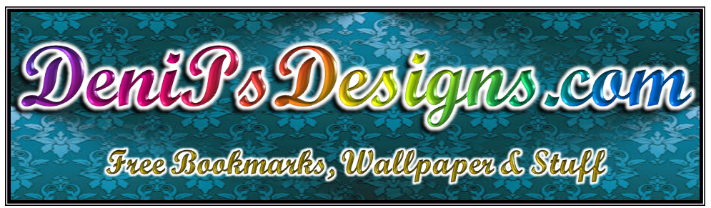 DeniPsDesigns.com
Free Bookmarks, Wallpaper & Stuff